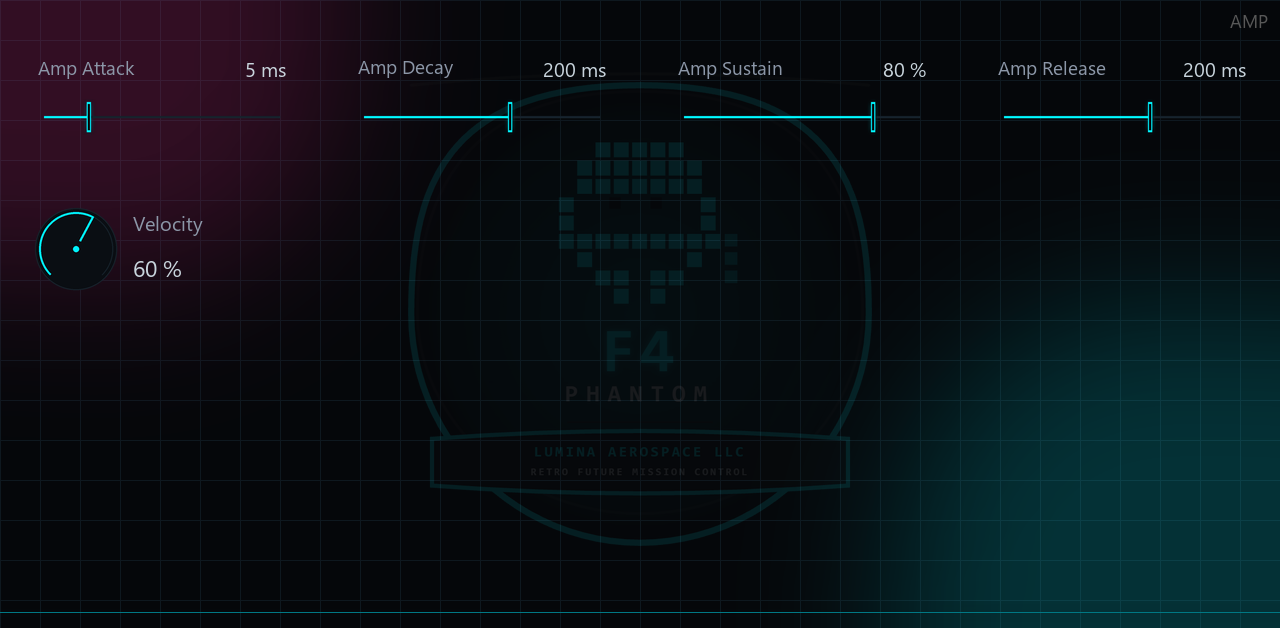 AMP
Amp Attack 5 ms Amp Decay 200 ms Amp Sustain 80 % Amp Release 200 ms
Velocity
60 %
F4
PHANTOM
LUMINA AEROSPACE LLC
RETRO FUTURE MISSION CONTROL